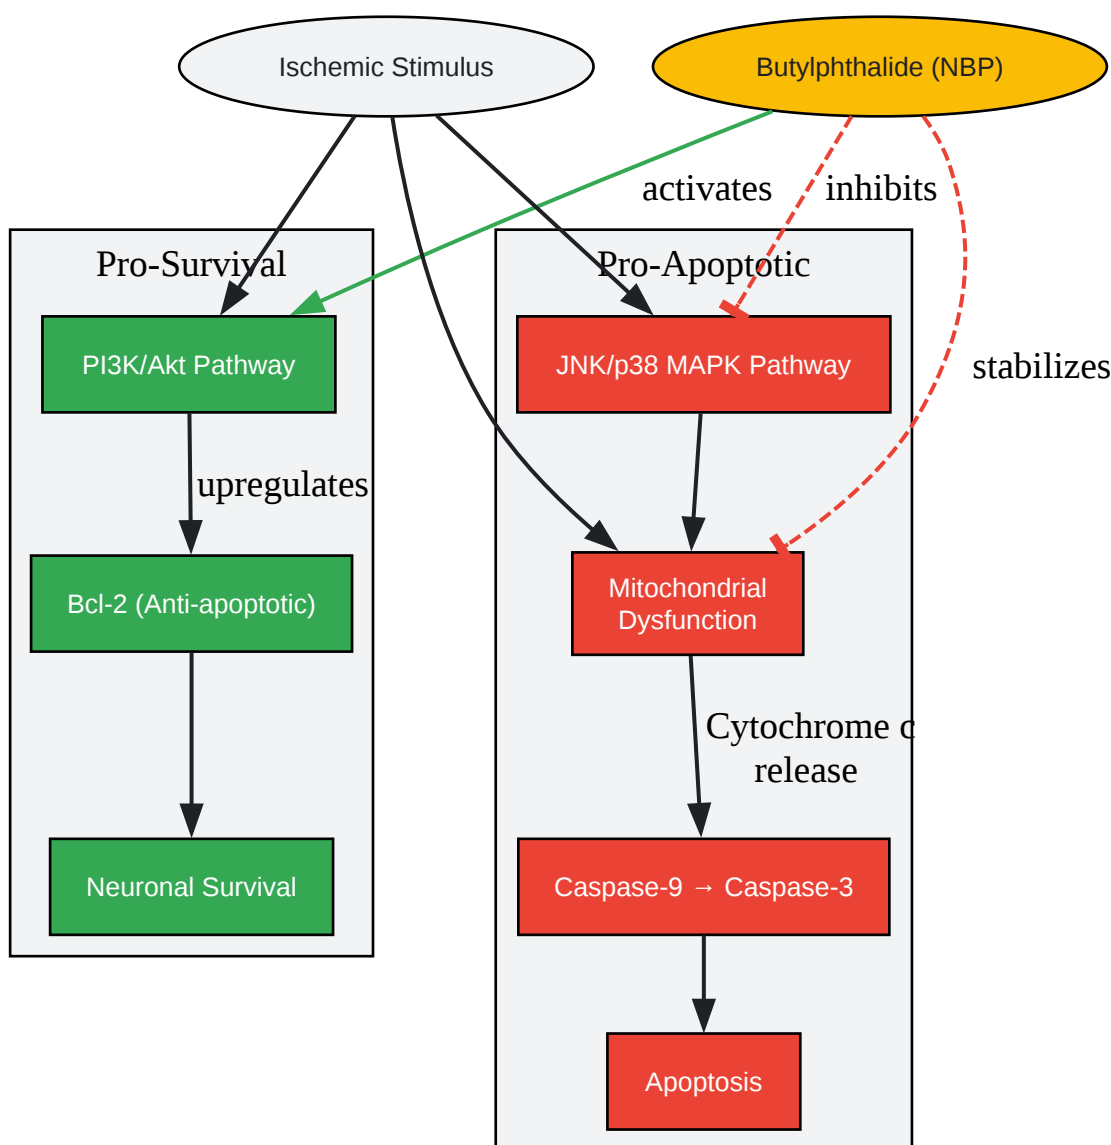 Ischemic Stimulus
Butylphthalide (NBP)
activates
inhibits
Pro-Survival
Pro-Apoptotic
PI3K/Akt Pathway
JNK/p38 MAPK Pathway
stabilizes
upregulates
Bcl-2 (Anti-apoptotic)
Mitochondrial
Dysfunction
Cytochrome c
release
Neuronal Survival
Caspase-9 → Caspase-3
Apoptosis